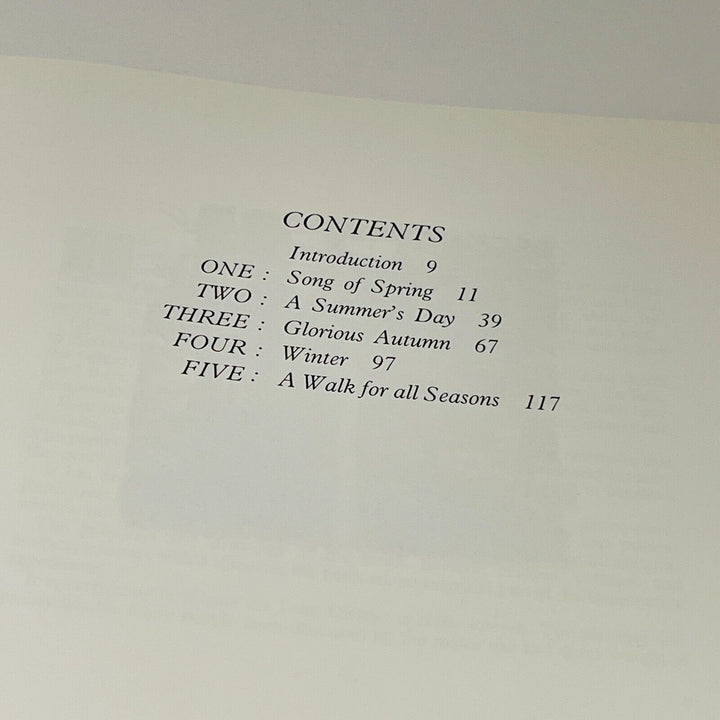 CONTENTS
Introduction 9
ONE : Song of Spring 11
TWO : A Summer's Day 39
THREE : Glorious Autumn 67
FOUR : Winter 97
FIVE : A Walk for all Seasons 117